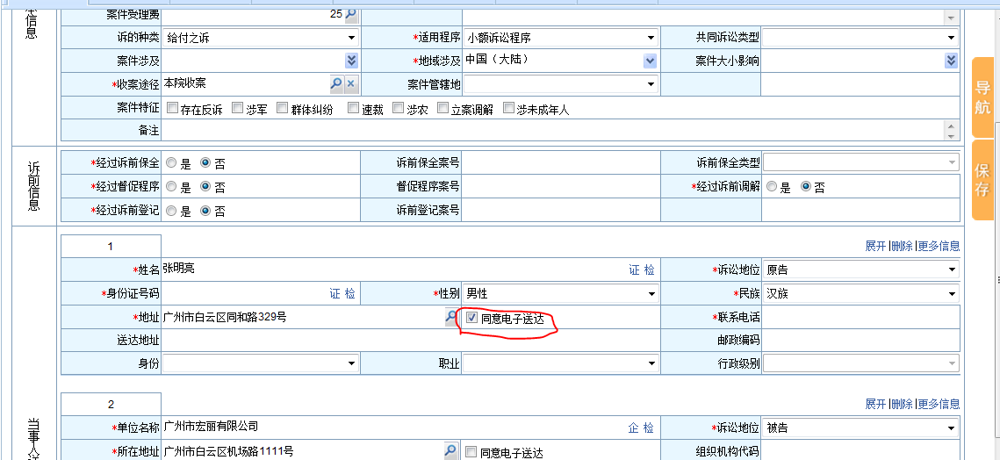 本信息
案件受理费 25
诉的种类 给付之诉 *适用程序 小额诉讼程序 共同诉讼类型
案件涉及 *地域涉及 中国（大陆） 案件大小影响
*收案途径 本院收案 案件管辖地
案件特征 存在反诉 涉军 群体纠纷 速裁 涉农 立案调解 涉未成年人
备注
导航
保存
诉前信息
*经过诉前保全 是 否 诉前保全案号 诉前保全类型
*经过督促程序 是 否 督促程序案号 *经过诉前调解 是 否
*经过诉前登记 是 否 诉前登记案号
当事人
1 展开|删除|更多信息
*姓名 张明亮 证 检 *诉讼地位 原告
*身份证号码 证 检 *性别 男性 *民族 汉族
*地址 广州市白云区同和路329号 同意电子送达 *联系电话
送达地址 邮政编码
身份 职业 行政级别
2 展开|删除|更多信息
*单位名称 广州市宏丽有限公司 企 检 *诉讼地位 被告
*所在地址 广州市白云区机场路1111号 同意电子送达 组织机构代码